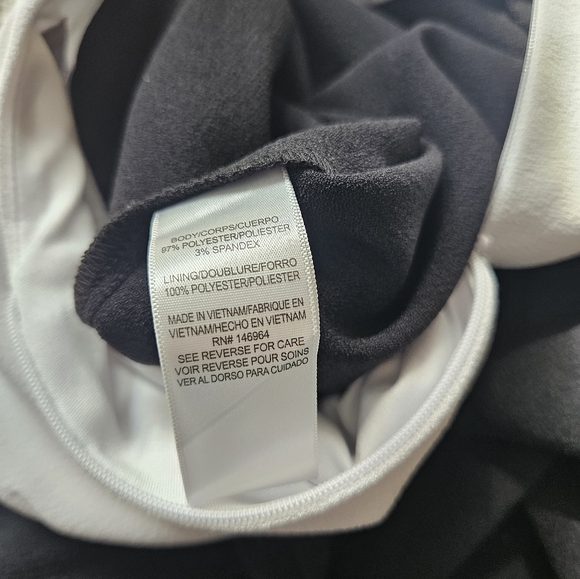 BODY/CORPS/CUERPO
97% POLYESTER/POLIESTER
3% SPANDEX
LINING/DOUBLURE/FORRO
100% POLYESTER/POLIESTER
MADE IN VIETNAM/FABRIQUE EN
VIETNAM/HECHO EN VIETNAM
RN# 146964
SEE REVERSE FOR CARE
VOIR REVERSE POUR SOINS
VER AL DORSO PARA CUIDADO